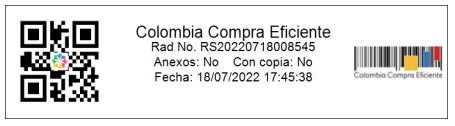 Colombia Compra Eficiente
Rad No. RS20220718008545
Anexos: No Con copia: No
Fecha: 18/07/2022 17:45:38
Colombia Compra Eficiente